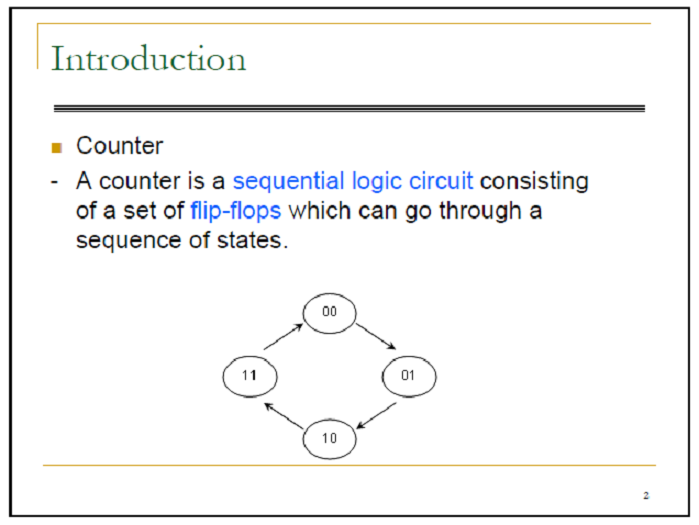 Introduction
Counter
- A counter is a sequential logic circuit consisting
of a set of flip-flops which can go through a
sequence of states.
00
11
01
10
2